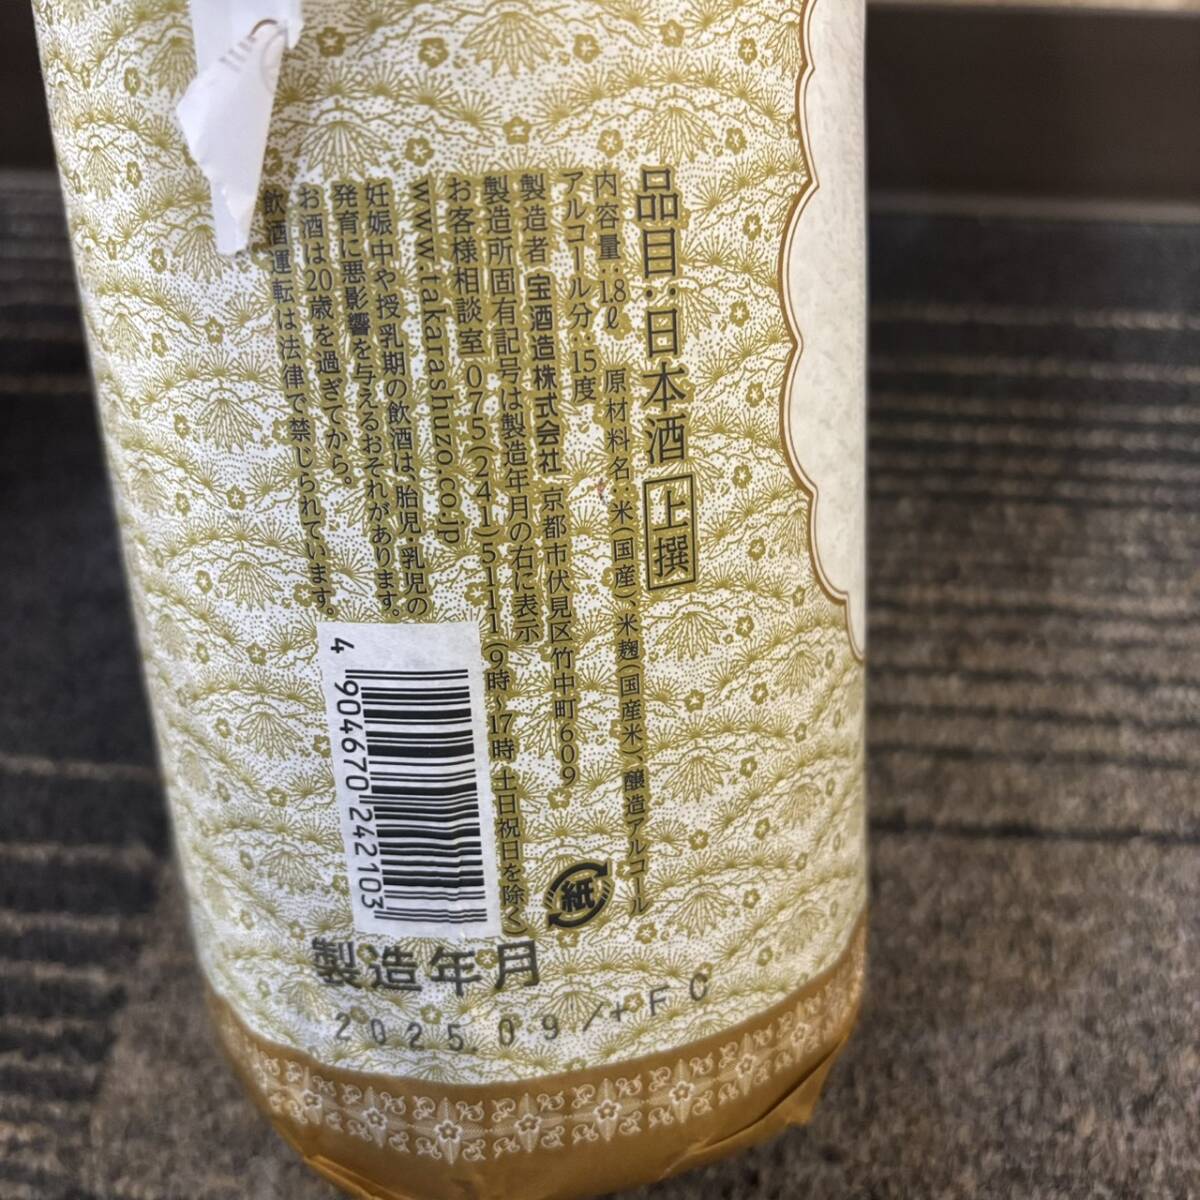 品目:日本酒 上撰
内容量:1.8ℓ 原材料名:米(国産)、米麹(国産米)、醸造アルコール
アルコール分:15度
製造者 宝酒造株式会社 京都市伏見区竹中町609
製造所固有記号は製造年月の右に表示
お客様相談室 075(241)5111(9時~17時 土日祝日を除く)
www.takarashuzo.co.jp
妊娠中や授乳期の飲酒は、胎児・乳児の
発育に悪影響を与えるおそれがあります。
お酒は20歳を過ぎてから。
飲酒運転は法律で禁じられています。
紙
4 904670 242103
製造年月
2025.09/+FC